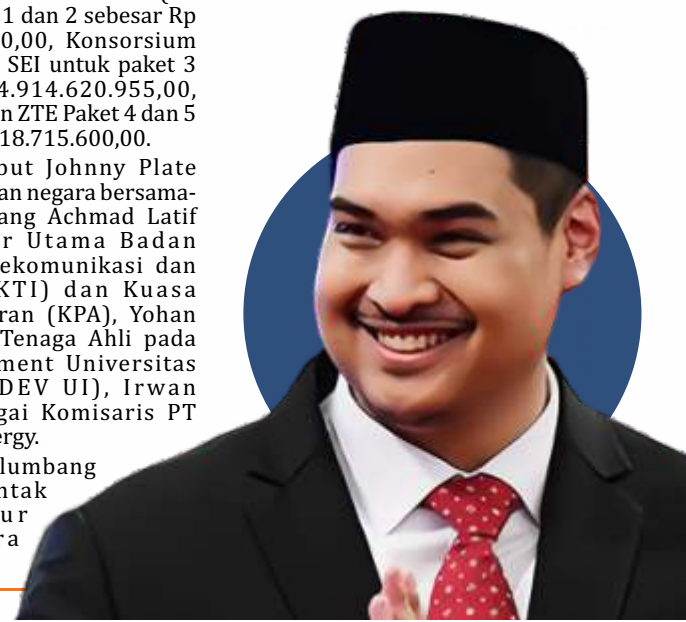 1 dan 2 sebesar Rp
0,00, Konsorsium
SEI untuk paket 3
4.914.620.955,00,
n ZTE Paket 4 dan 5
18.715.600,00.
but Johnny Plate
an negara bersama-
ang Achmad Latif
r Utama Badan
ekomunikasi dan
KTI) dan Kuasa
ran (KPA), Yohan
Tenaga Ahli pada
ment Universitas
DEV UI), Irwan
gai Komisaris PT
ergy.
lumbang
ntak
ur
ra